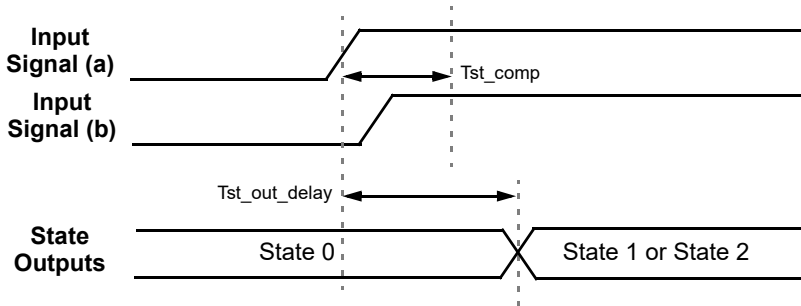 Input
Signal (a)
Tst_comp
Input
Signal (b)
Tst_out_delay
State
Outputs
State 0
State 1 or State 2